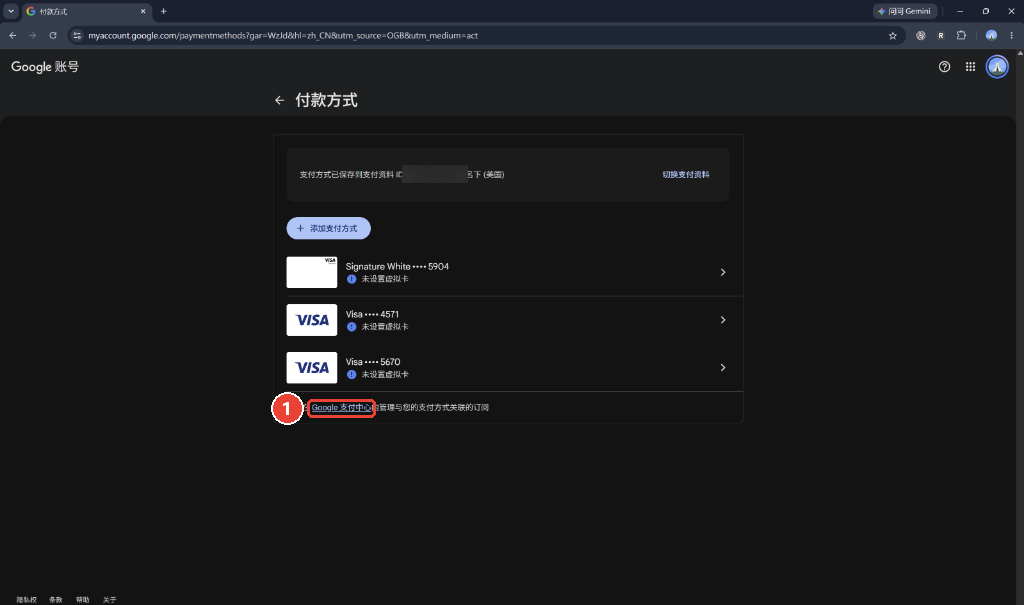 付款方式
问问 Gemini
myaccount.google.com/paymentmethods?gar=WzJd&hl=zh_CN&utm_source=OGB&utm_medium=act
R
Google 账号
付款方式
支付方式已保存到支付资料 ID 名下 (美国)
切换支付资料
添加支付方式
VISA
Signature White •••• 5904
未设置虚拟卡
VISA
Visa •••• 4571
未设置虚拟卡
VISA
Visa •••• 5670
未设置虚拟卡
1
Google 支付中心内管理与您的支付方式关联的订阅
隐私权 条款 帮助 关于